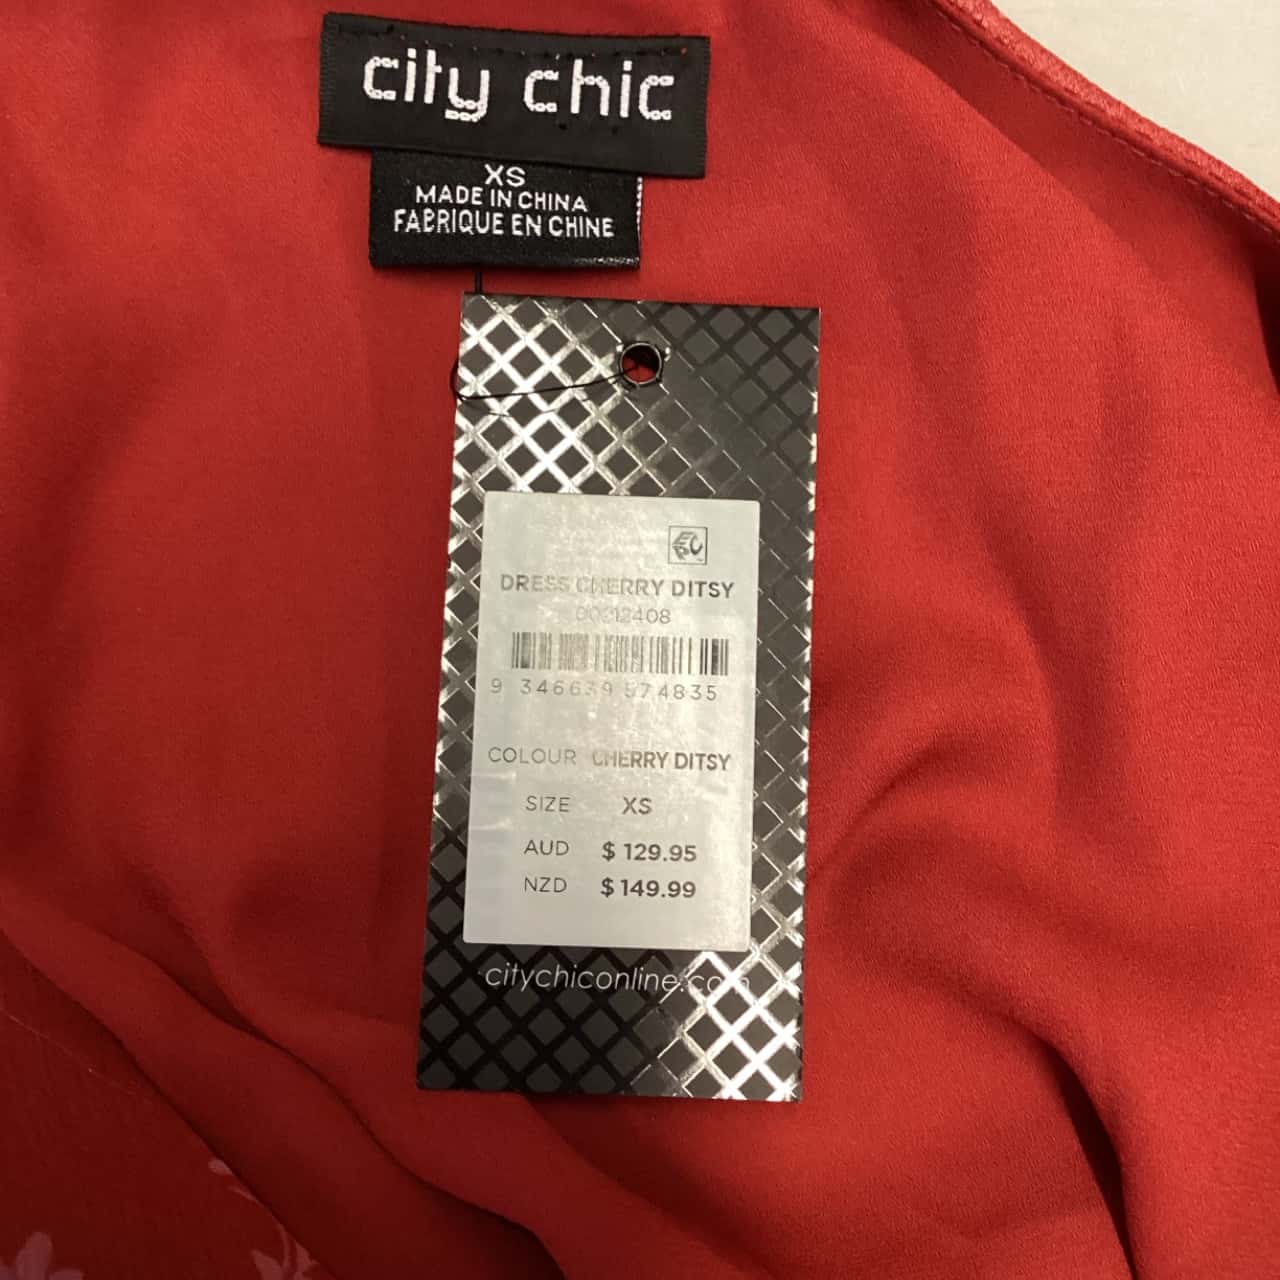 city chic
XS
MADE IN CHINA
FABRIQUE EN CHINE
DRESS CHERRY DITSY
00212408
9 346639 574835
COLOUR CHERRY DITSY
SIZE XS
AUD $ 129.95
NZD $ 149.99
citychiconline.com